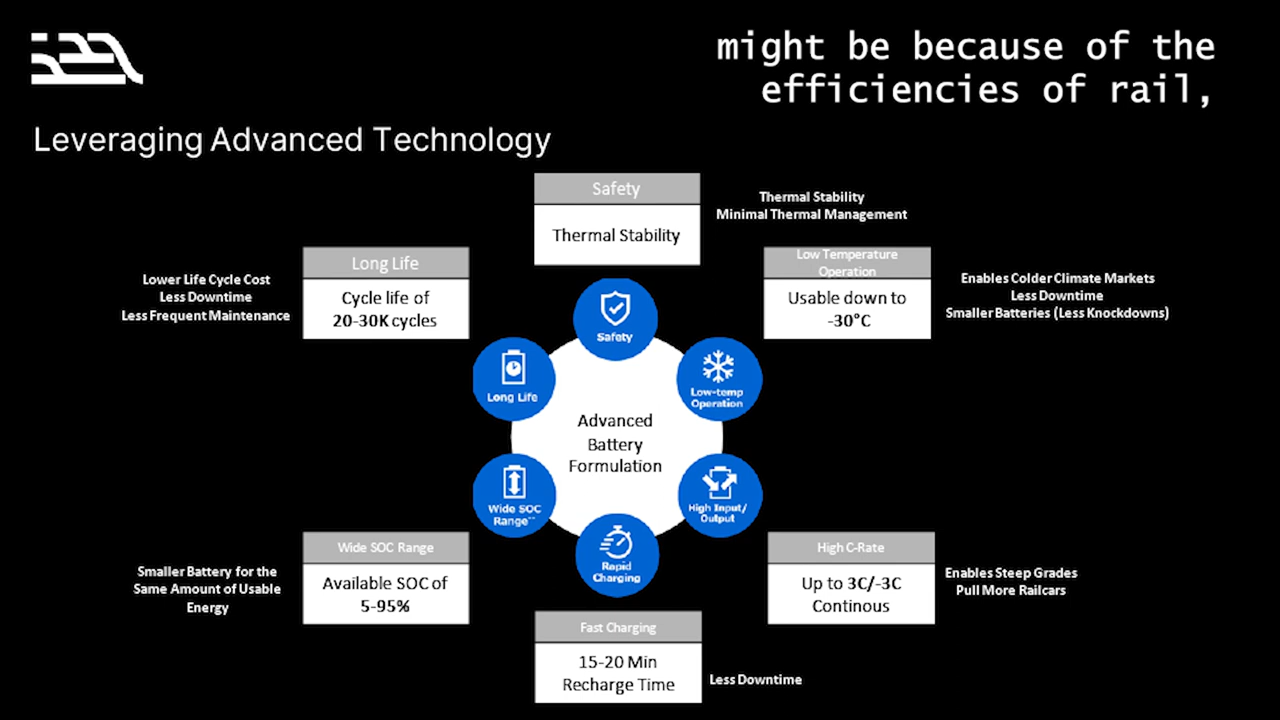 might be because of the
efficiencies of rail,
Leveraging Advanced Technology
Safety
Thermal Stability
Thermal Stability
Minimal Thermal Management
Long Life
Cycle life of
20-30K cycles
Lower Life Cycle Cost
Less Downtime
Less Frequent Maintenance
Low Temperature
Operation
Usable down to
-30°C
Enables Colder Climate Markets
Less Downtime
Smaller Batteries (Less Knockdowns)
Safety
Long Life
Low-temp
Operation
Advanced
Battery
Formulation
Wide SOC
Range**
High Input/
Output
Rapid
Charging
Wide SOC Range
Available SOC of
5-95%
Smaller Battery for the
Same Amount of Usable
Energy
High C-Rate
Up to 3C/-3C
Continous
Enables Steep Grades
Pull More Railcars
Fast Charging
15-20 Min
Recharge Time
Less Downtime